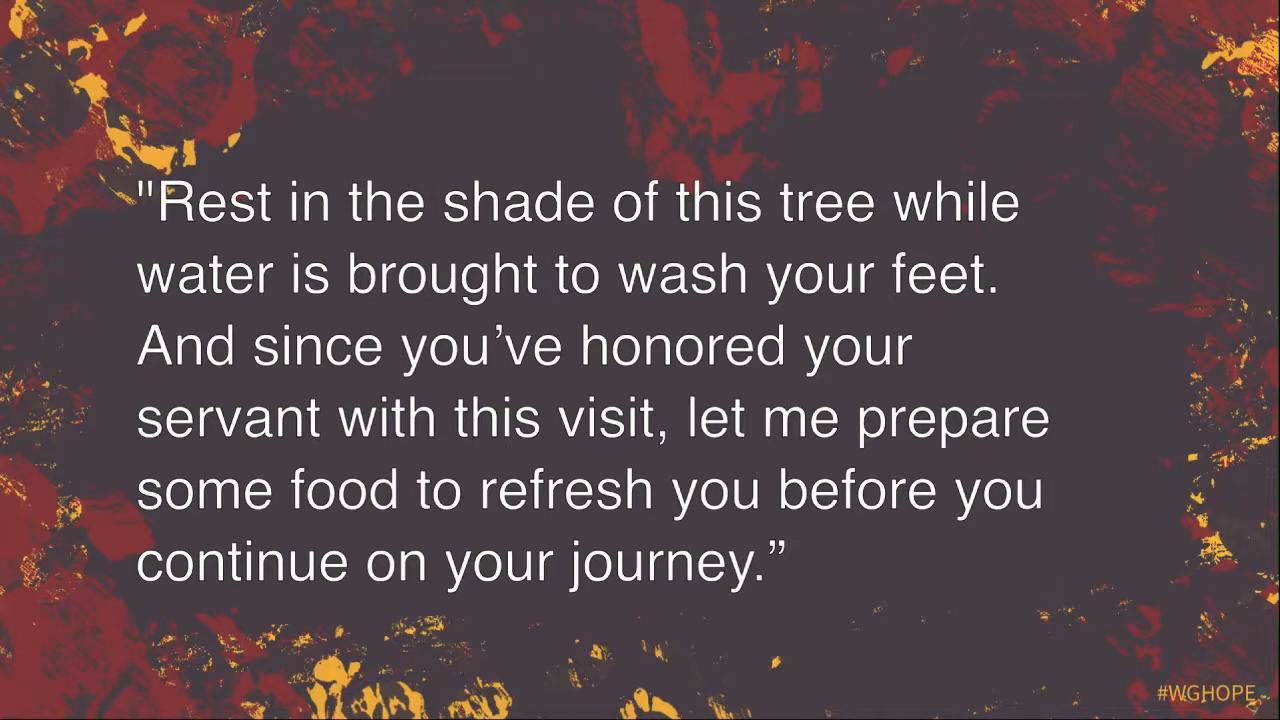 "Rest in the shade of this tree while
water is brought to wash your feet.
And since you’ve honored your
servant with this visit, let me prepare
some food to refresh you before you
continue on your journey.”
#WGHOPE